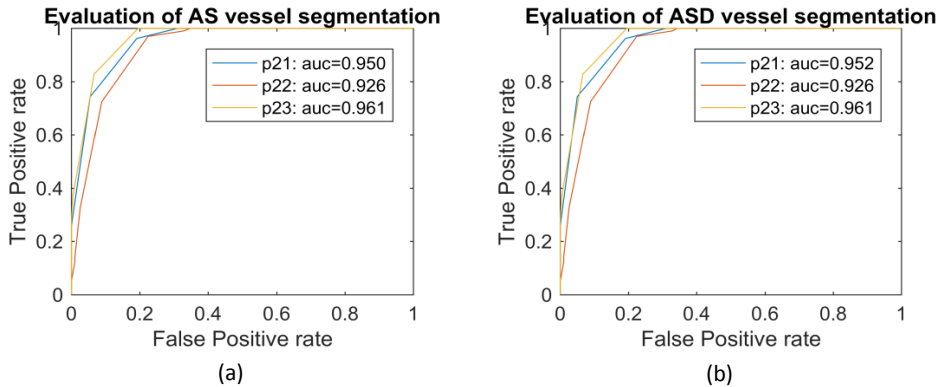 Evaluation of AS vessel segmentation
1
0.8
0.6
0.4
0.2
0
True Positive rate
p21: auc=0.950
p22: auc=0.926
p23: auc=0.961
0 0.2 0.4 0.6 0.8 1
False Positive rate
(a)
Evaluation of ASD vessel segmentation
1
0.8
0.6
0.4
0.2
0
True Positive rate
p21: auc=0.952
p22: auc=0.926
p23: auc=0.961
0 0.2 0.4 0.6 0.8 1
False Positive rate
(b)